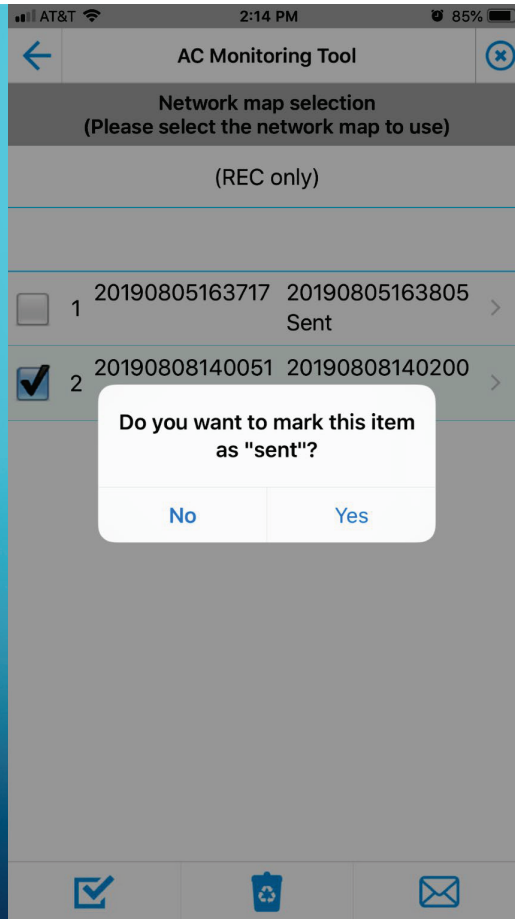 AT&T 2:14 PM 85%
AC Monitoring Tool
Network map selection
(Please select the network map to use)
(REC only)
1 20190805163717 20190805163805
Sent
2 20190808140051 20190808140200
Do you want to mark this item
as "sent"?
No Yes